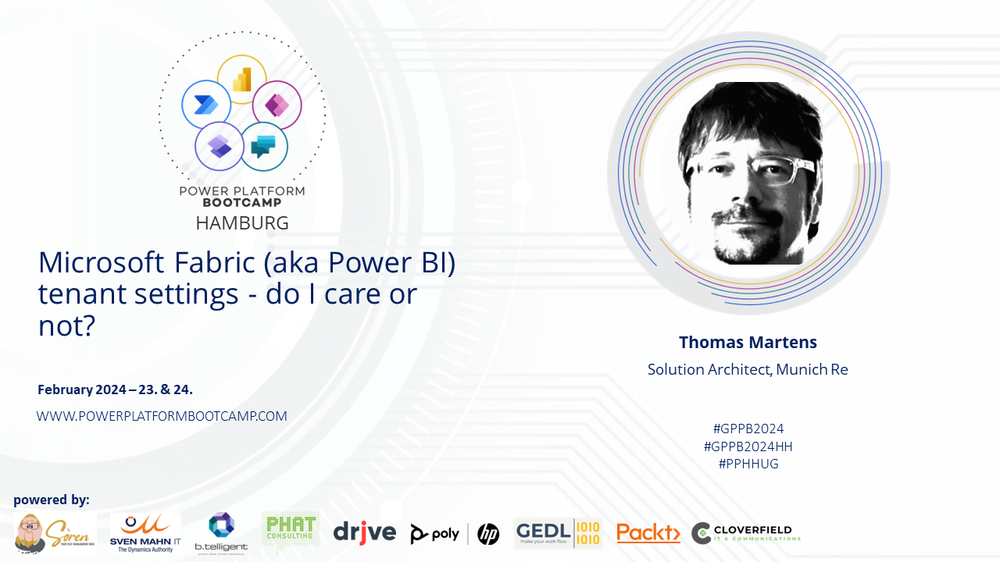 POWER PLATFORM
BOOTCAMP
HAMBURG
Microsoft Fabric (aka Power BI)
tenant settings - do I care or
not?
February 2024 – 23. & 24.
WWW.POWERPLATFORMBOOTCAMP.COM
Thomas Martens
Solution Architect, Munich Re
#GPPB2024
#GPPB2024HH
#PPHHUG
powered by:
Sören
SVEN MAHN IT
The Dynamics Authority
b.telligent
PHAT
CONSULTING
drjve
poly
hp
GEDL
make your work flow
1010
1010
Packt>
CLOVERFIELD
IT & COMMUNICATIONS